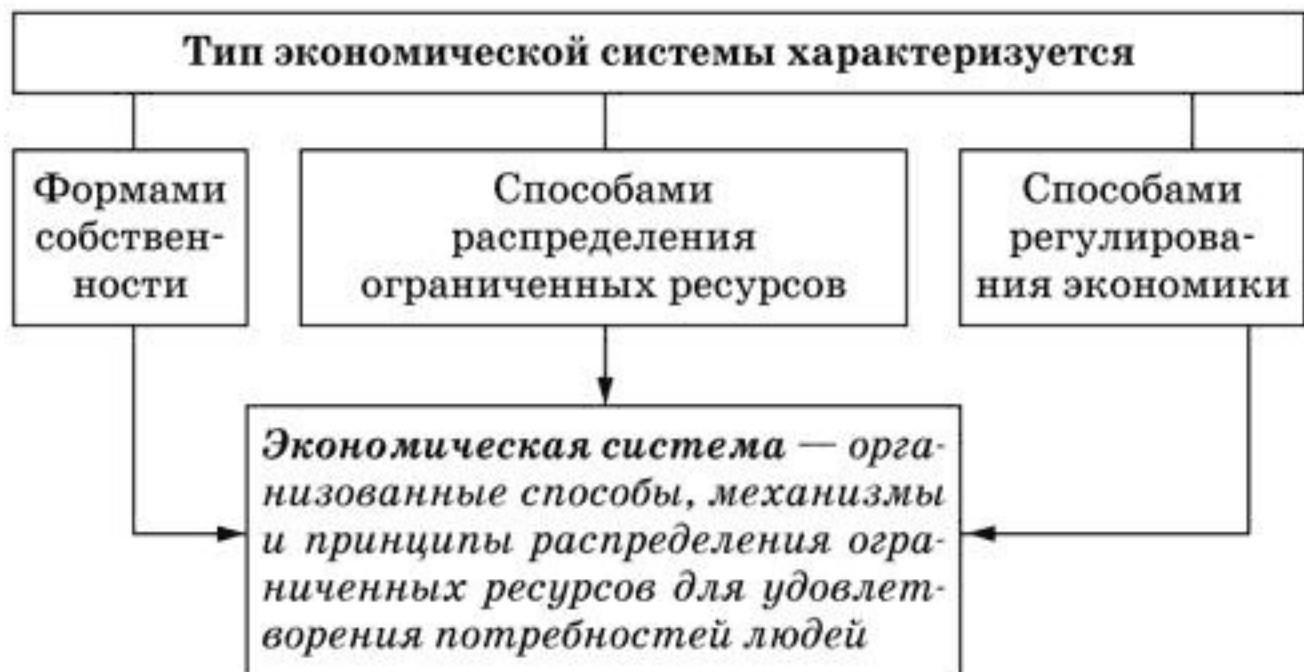 Тип экономической системы характеризуется
Формами
собствен-
ности
Способами
распределения
ограниченных ресурсов
Способами
регулирова-
ния экономики
Экономическая система — орга-
низованные способы, механизмы
и принципы распределения огра-
ниченных ресурсов для удовлет-
ворения потребностей людей